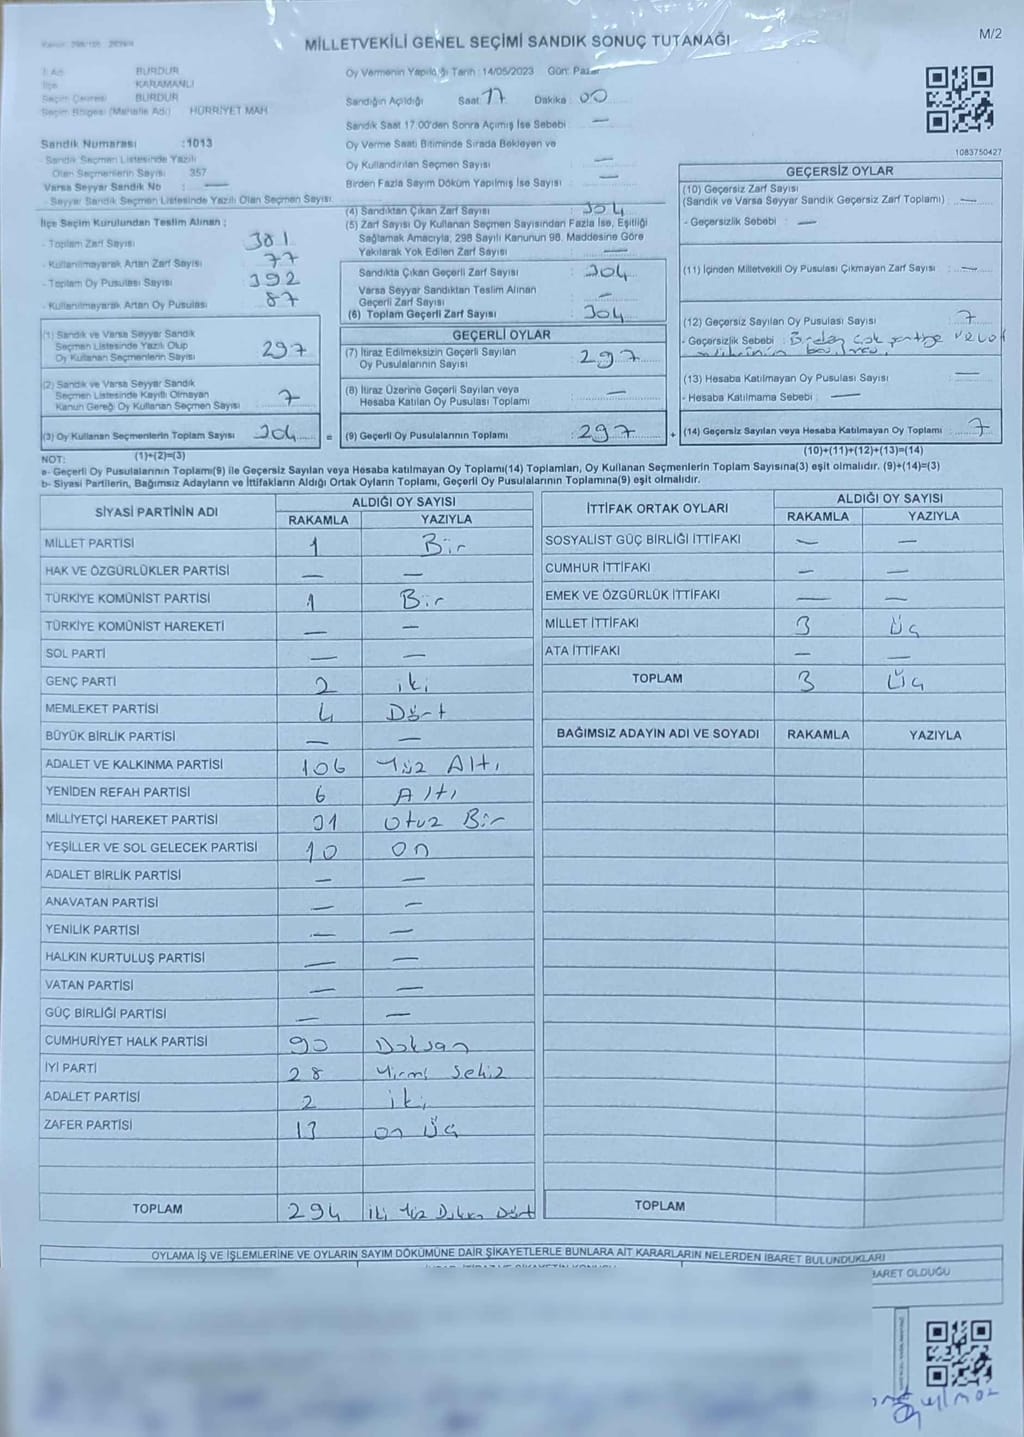 MİLLETVEKİLİ GENEL SEÇİMİ SANDIK SONUÇ TUTANAĞI
M/2
İl Adı BURDUR
İlçe KARAMANLI
Seçim Çevresi BURDUR
Seçim Bölgesi (Mahalle Adı) HÜRRİYET MAH
Sandık Numarası :1013
- Sandık Seçmen Listesinde Yazılı
Olan Seçmenlerin Sayısı 357
Varsa Seyyar Sandık No : —
- Seyyar Sandık Seçmen Listesinde Yazılı Olan Seçmen Sayısı
İlçe Seçim Kurulundan Teslim Alınan ;
- Toplam Zarf Sayısı 381
- Kullanılmayarak Artan Zarf Sayısı 77
- Toplam Oy Pusulası Sayısı 392
- Kullanılmayarak Artan Oy Pusulası 87
(1) Sandık ve Varsa Seyyar Sandık
Seçmen Listesinde Yazılı Olup
Oy Kullanan Seçmenlerin Sayısı 297
(2) Sandık ve Varsa Seyyar Sandık
Seçmen Listesinde Kayıtlı Olmayan
Kanun Gereği Oy Kullanan Seçmen Sayısı 7
(3) Oy Kullanan Seçmenlerin Toplam Sayısı 304 =
(1)+(2)=(3)
Oy Vermenin Yapıldığı Tarih : 14/05/2023 Gün: Pazar
Sandığın Açıldığı Saat 17 Dakika : 00
Sandık Saat 17.00'den Sonra Açımış İse Sebebi : —
Oy Verme Saati Bitiminde Sırada Bekleyen ve
Oy Kullandırılan Seçmen Sayısı : —
Birden Fazla Sayım Döküm Yapılmış İse Sayısı : —
(4) Sandıktan Çıkan Zarf Sayısı : 304
(5) Zarf Sayısı Oy Kullanan Seçmen Sayısından Fazla İse, Eşitliği
Sağlamak Amacıyla, 298 Sayılı Kanunun 98. Maddesine Göre
Yakılarak Yok Edilen Zarf Sayısı : —
Sandıkta Çıkan Geçerli Zarf Sayısı : 304
Varsa Seyyar Sandıktan Teslim Alınan
Geçerli Zarf Sayısı : —
(6) Toplam Geçerli Zarf Sayısı : 304
GEÇERLİ OYLAR
(7) İtiraz Edilmeksizin Geçerli Sayılan
Oy Pusulalarının Sayısı : 297
(8) İtiraz Üzerine Geçerli Sayılan veya
Hesaba Katılan Oy Pusulası Toplamı : —
(9) Geçerli Oy Pusulalarının Toplamı : 297 +
1083750427
GEÇERSİZ OYLAR
(10) Geçersiz Zarf Sayısı
(Sandık ve Varsa Seyyar Sandık Geçersiz Zarf Toplamı) : —
- Geçersizlik Sebebi : —
(11) İçinden Milletvekili Oy Pusulası Çıkmayan Zarf Sayısı : —
(12) Geçersiz Sayılan Oy Pusulası Sayısı : 7
- Geçersizlik Sebebi : Birden çok partiye
(13) Hesaba Katılmayan Oy Pusulası Sayısı : —
- Hesaba Katılmama Sebebi : —
(14) Geçersiz Sayılan veya Hesaba Katılmayan Oy Toplamı : 7
(10)+(11)+(12)+(13)=(14)
NOT:
a- Geçerli Oy Pusulalarının Toplamı(9) ile Geçersiz Sayılan veya Hesaba katılmayan Oy Toplamı(14) Toplamları, Oy Kullanan Seçmenlerin Toplam Sayısına(3) eşit olmalıdır. (9)+(14)=(3)
b- Siyasi Partilerin, Bağımsız Adayların ve İttifakların Aldığı Ortak Oyların Toplamı, Geçerli Oy Pusulalarının Toplamına(9) eşit olmalıdır.
SİYASİ PARTİNİN ADI ALDIĞI OY SAYISI
RAKAMLA YAZIYLA
MİLLET PARTİSİ 1 Bir
HAK VE ÖZGÜRLÜKLER PARTİSİ — —
TÜRKİYE KOMÜNİST PARTİSİ 1 Bir
TÜRKİYE KOMÜNİST HAREKETİ — —
SOL PARTİ — —
GENÇ PARTİ 2 iki
MEMLEKET PARTİSİ 4 Dört
BÜYÜK BİRLİK PARTİSİ — —
ADALET VE KALKINMA PARTİSİ 106 Yüz Altı
YENİDEN REFAH PARTİSİ 6 Altı
MİLLİYETÇİ HAREKET PARTİSİ 31 Otuz Bir
YEŞİLLER VE SOL GELECEK PARTİSİ 10 On
ADALET BİRLİK PARTİSİ — —
ANAVATAN PARTİSİ — —
YENİLİK PARTİSİ — —
HALKIN KURTULUŞ PARTİSİ — —
VATAN PARTİSİ — —
GÜÇ BİRLİĞİ PARTİSİ — —
CUMHURİYET HALK PARTİSİ 90 Doksan
İYİ PARTİ 28 Yirmi Sekiz
ADALET PARTİSİ 2 iki
ZAFER PARTİSİ 13 on Üç
TOPLAM 294 İki Yüz Doksan Dört
İTTİFAK ORTAK OYLARI ALDIĞI OY SAYISI
RAKAMLA YAZIYLA
SOSYALİST GÜÇ BİRLİĞİ İTTİFAKI — —
CUMHUR İTTİFAKI — —
EMEK VE ÖZGÜRLÜK İTTİFAKI — —
MİLLET İTTİFAKI 3 Üç
ATA İTTİFAKI — —
TOPLAM 3 Üç
BAĞIMSIZ ADAYIN ADI VE SOYADI RAKAMLA YAZIYLA
TOPLAM
OYLAMA İŞ VE İŞLEMLERİNE VE OYLARIN SAYIM DÖKÜMÜNE DAİR ŞİKAYETLERLE BUNLARA AİT KARARLARIN NELERDEN İBARET BULUNDUKLARI
BARET OLDUĞU